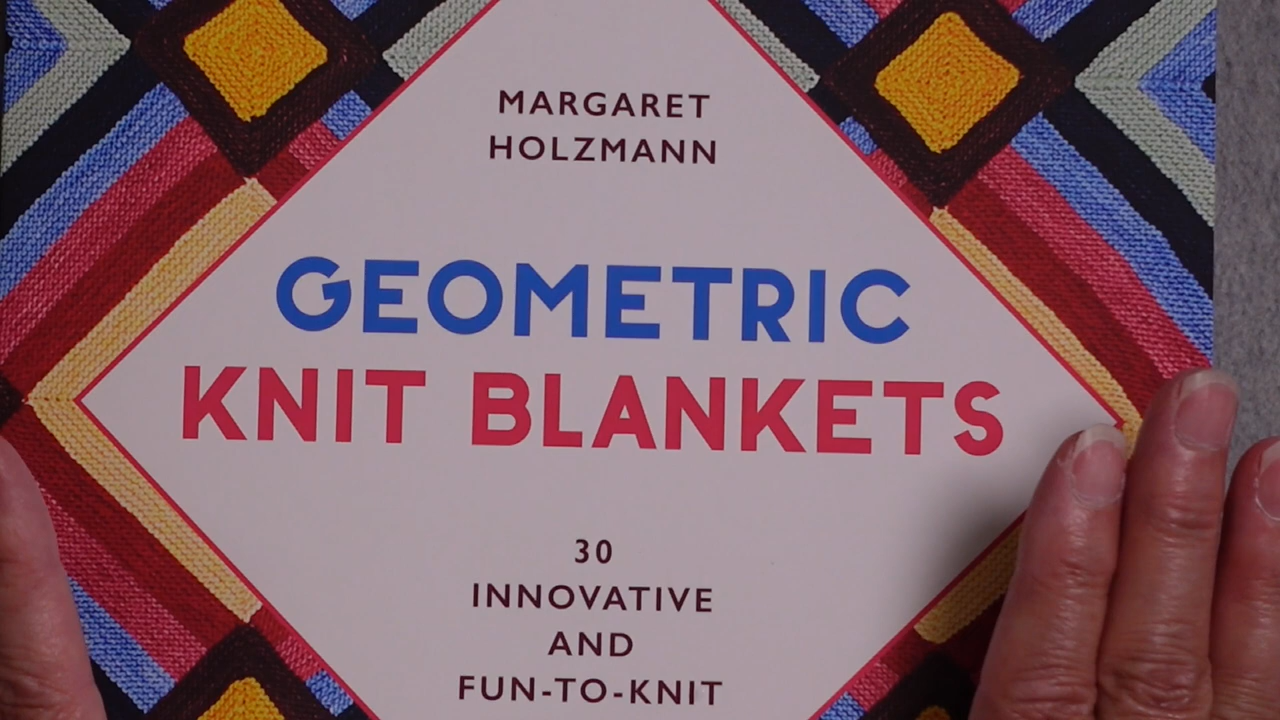 MARGARET
HOLZMANN
GEOMETRIC
KNIT BLANKETS
30
INNOVATIVE
AND
FUN-TO-KNIT